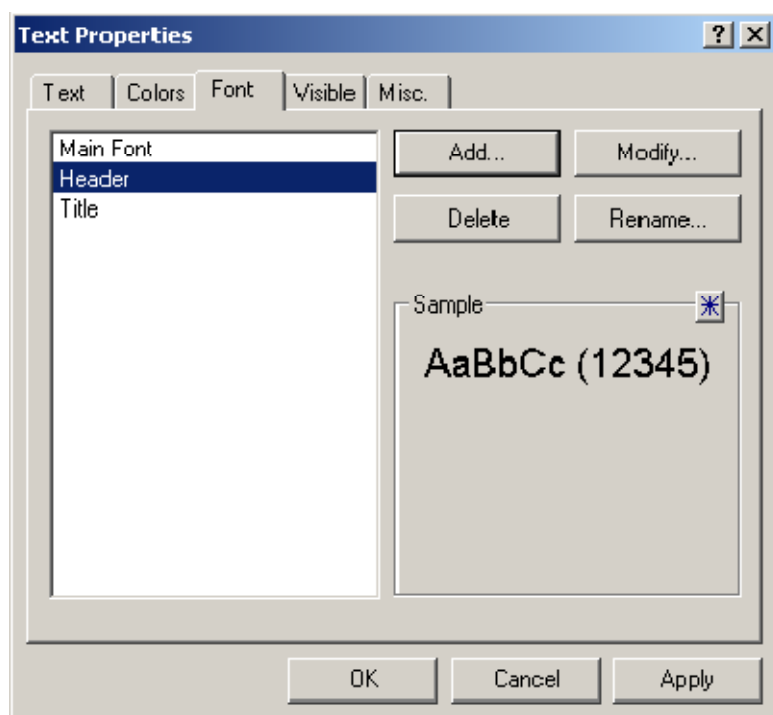 Text Properties
Text Colors Font Visible Misc.
Main Font
Header
Title
Add... Modify...
Delete Rename...
Sample
AaBbCc (12345)
OK Cancel Apply